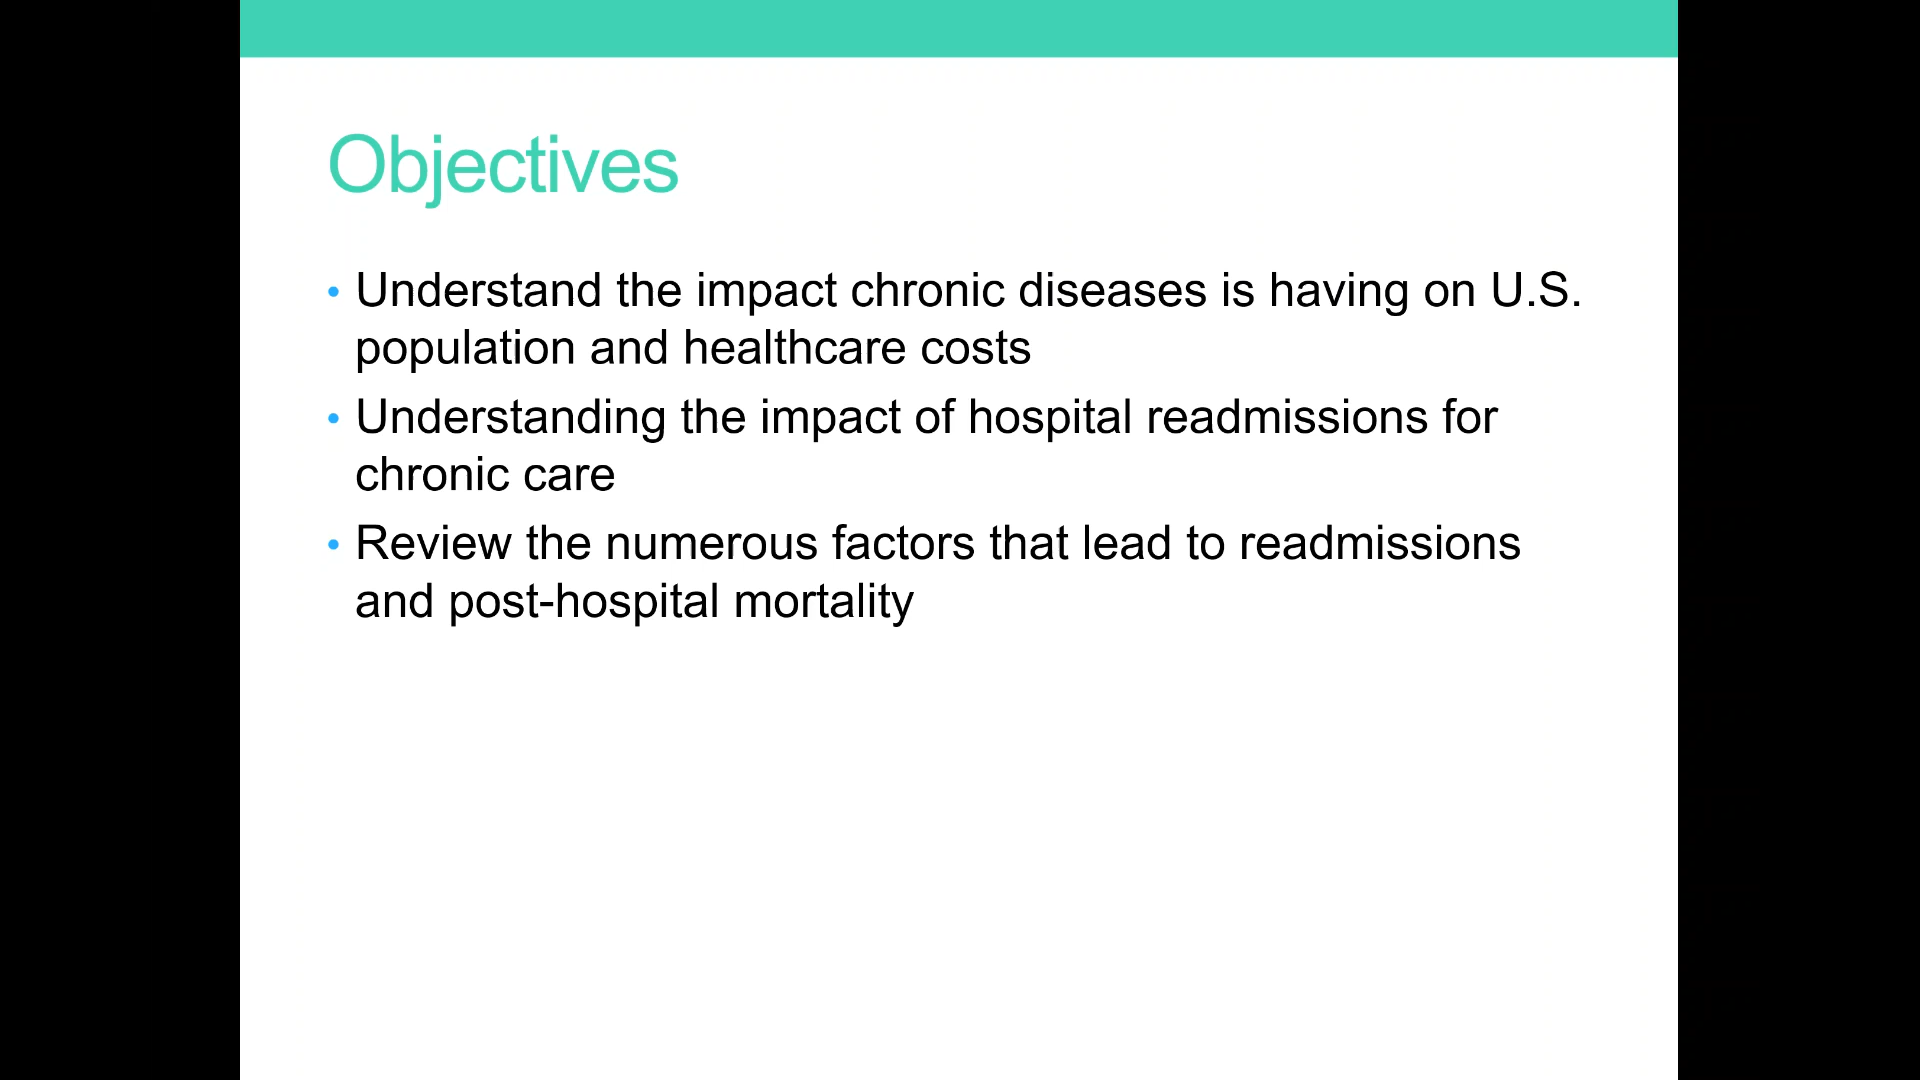 Objectives
• Understand the impact chronic diseases is having on U.S.
population and healthcare costs
• Understanding the impact of hospital readmissions for
chronic care
• Review the numerous factors that lead to readmissions
and post-hospital mortality